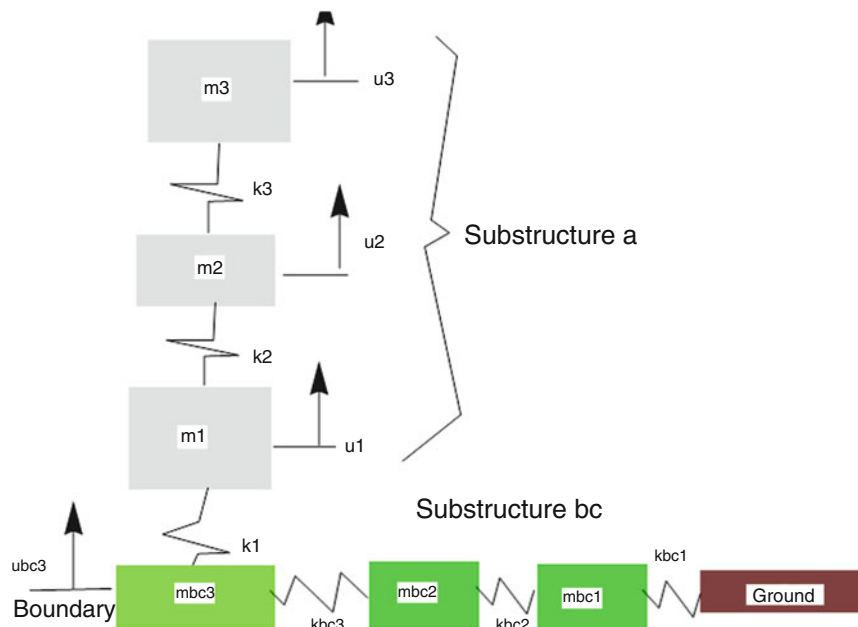 m3
u3
k3
Substructure a
u2
m2
k2
m1
u1
Substructure bc
k1
kbc1
ubc3
mbc3
mbc2
mbc1
Ground
Boundary
kbc3
kbc2